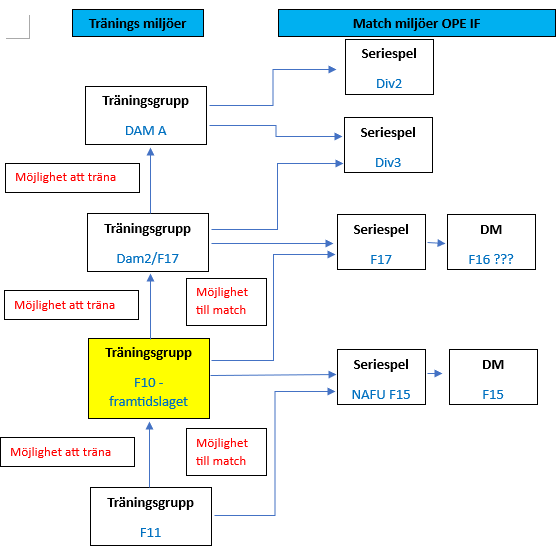 Tränings miljöer
Match miljöer OPE IF
Seriespel
Div2
Träningsgrupp
DAM A
Seriespel
Div3
Möjlighet att träna
Träningsgrupp
Dam2/F17
Seriespel
F17
DM
F16 ???
Möjlighet att träna
Möjlighet
till match
Träningsgrupp
F10 -
framtidslaget
Seriespel
NAFU F15
DM
F15
Möjlighet att träna
Möjlighet
till match
Träningsgrupp
F11